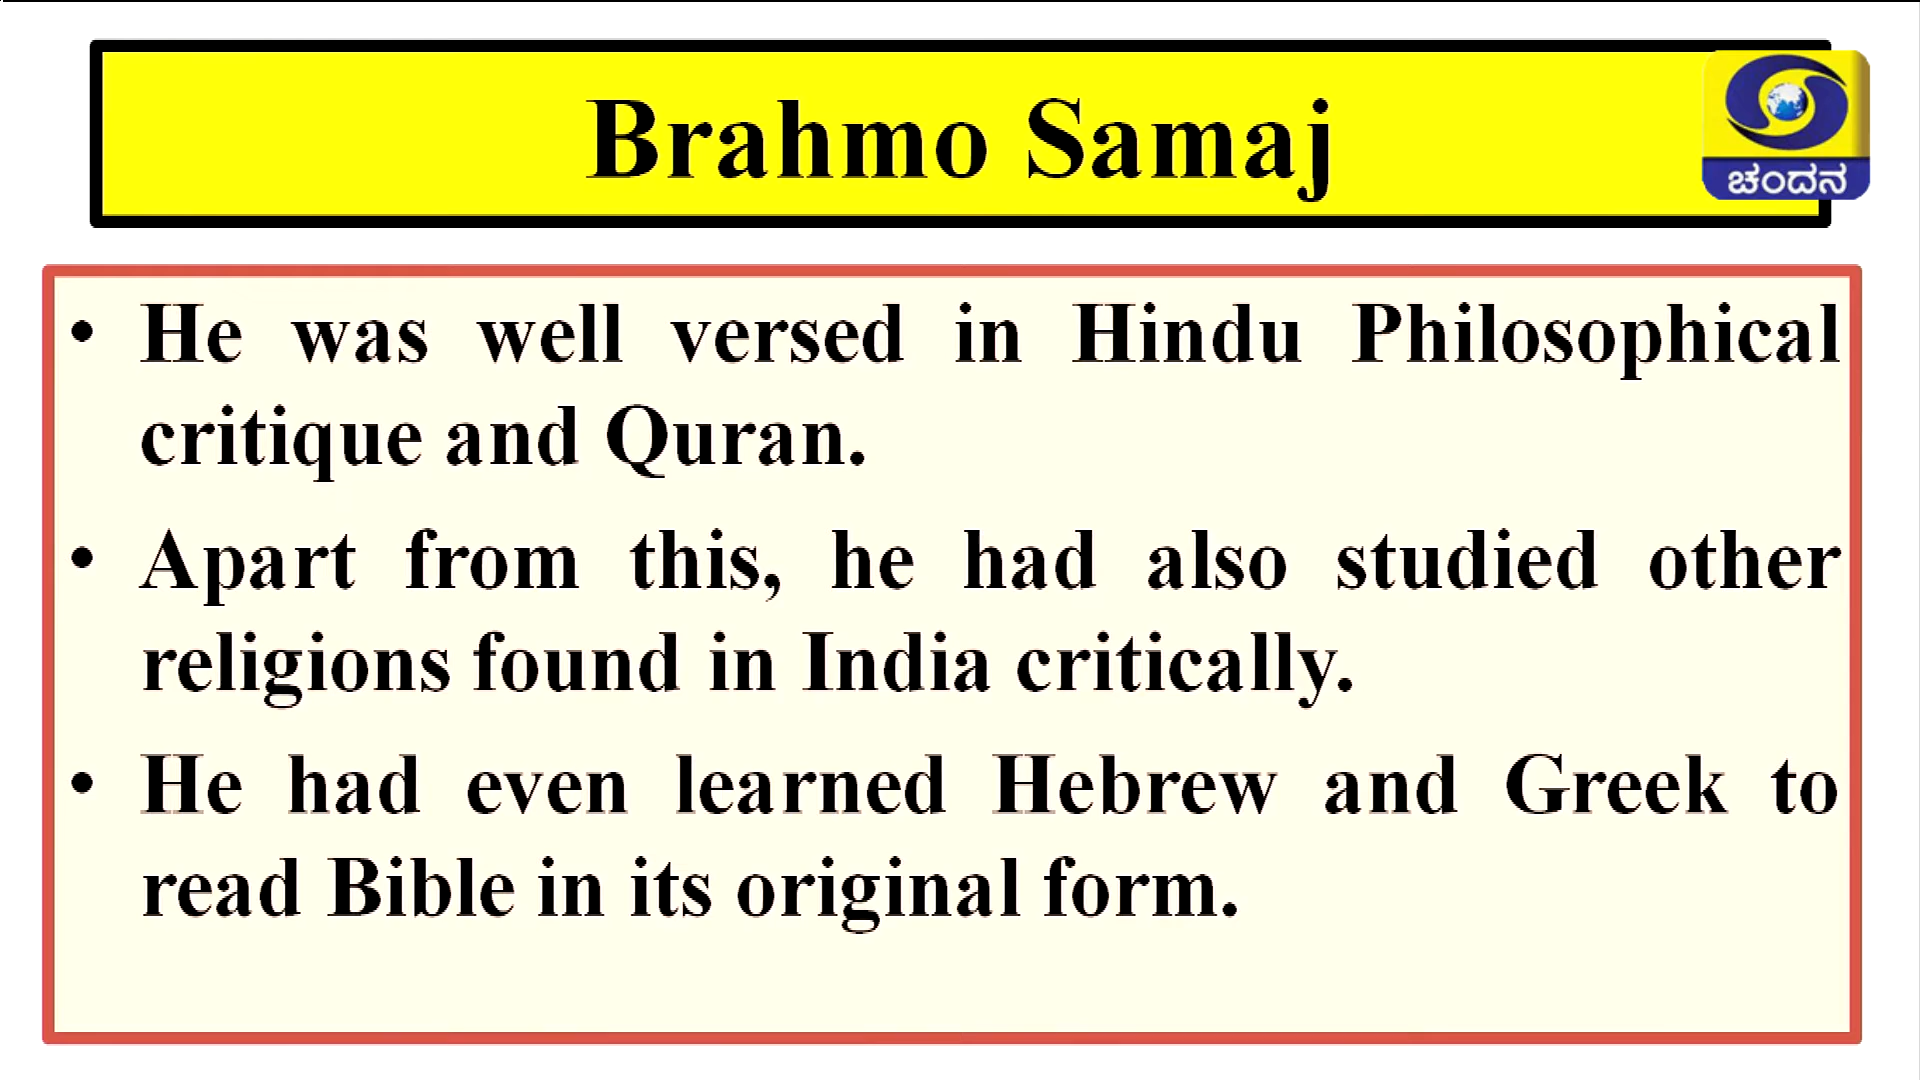 Brahmo Samaj
ಚಂದನ
• He was well versed in Hindu Philosophical
critique and Quran.
• Apart from this, he had also studied other
religions found in India critically.
• He had even learned Hebrew and Greek to
read Bible in its original form.